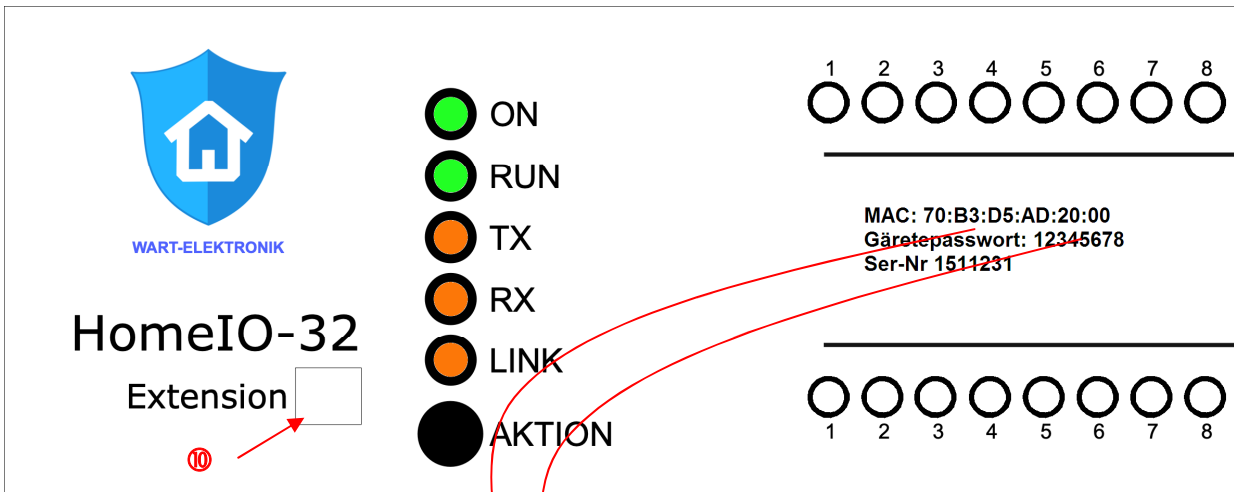 WART-ELEKTRONIK
HomeIO-32
Extension
⑩
ON
RUN
TX
RX
LINK
AKTION
1 2 3 4 5 6 7 8
MAC: 70:B3:D5:AD:20:00
Gäretepasswort: 12345678
Ser-Nr 1511231
1 2 3 4 5 6 7 8